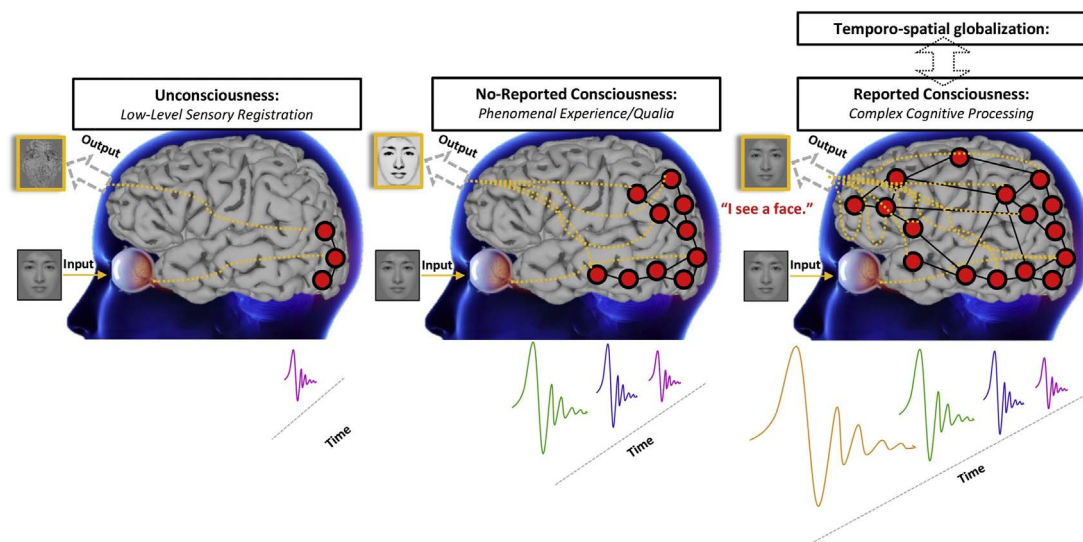 Temporo-spatial globalization:
Unconsciousness:
Low-Level Sensory Registration
No-Reported Consciousness:
Phenomenal Experience/Qualia
Reported Consciousness:
Complex Cognitive Processing
Output
Output
Output
"I see a face."
Input
Input
Input
Time
Time
Time